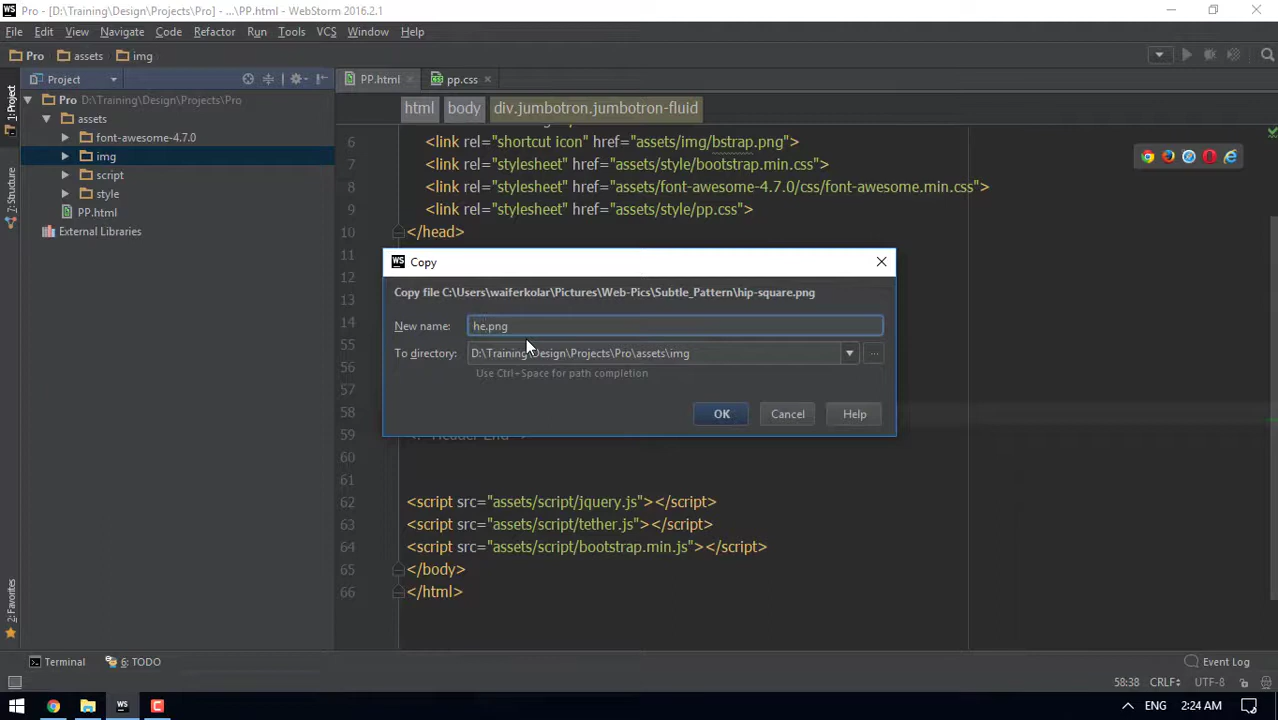 Pro - [D:\Training\Design\Projects\Pro] - ...\PP.html - WebStorm 2016.2.1
File Edit View Navigate Code Refactor Run Tools VCS Window Help
Pro assets img
Project
PP.html
pp.css
1: Project
7: Structure
2: Favorites
Pro D:\Training\Design\Projects\Pro
assets
font-awesome-4.7.0
img
script
style
PP.html
External Libraries
html body div.jumbotron.jumbotron-fluid
6 <link rel="shortcut icon" href="assets/img/bstrap.png">
7 <link rel="stylesheet" href="assets/style/bootstrap.min.css">
8 <link rel="stylesheet" href="assets/font-awesome-4.7.0/css/font-awesome.min.css">
9 <link rel="stylesheet" href="assets/style/pp.css">
10 </head>
11
12
13
14
56
57
58
59 Header End
60
61
62 <script src="assets/script/jquery.js"></script>
63 <script src="assets/script/tether.js"></script>
64 <script src="assets/script/bootstrap.min.js"></script>
65 </body>
66 </html>
WS Copy
Copy file C:\Users\waiferkolar\Pictures\Web-Pics\Subtle_Pattern\hip-square.png
New name: he.png
To directory: D:\Training\Design\Projects\Pro\assets\img
Use Ctrl+Space for path completion
OK Cancel Help
Terminal 6: TODO Event Log
58:38 CRLF UTF-8
ENG 2:24 AM